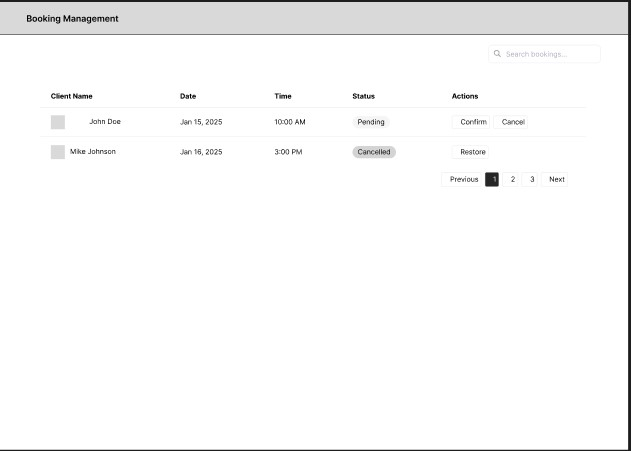 Booking Management
Search bookings...
Client Name Date Time Status Actions
John Doe Jan 15, 2025 10:00 AM Pending Confirm Cancel
Mike Johnson Jan 16, 2025 3:00 PM Cancelled Restore
Previous 1 2 3 Next